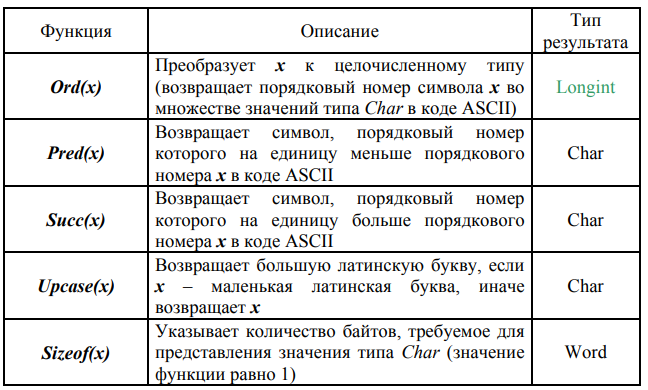 Функция
Описание
Тип
результата
Ord(x)
Преобразует x к целочисленному типу
(возвращает порядковый номер символа x во
множестве значений типа Char в коде ASCII)
Longint
Pred(x)
Возвращает символ, порядковый номер
которого на единицу меньше порядкового
номера x в коде ASCII
Char
Succ(x)
Возвращает символ, порядковый номер
которого на единицу больше порядкового
номера x в коде ASCII
Char
Upcase(x)
Возвращает большую латинскую букву, если
x – маленькая латинская буква, иначе
возвращает x
Char
Sizeof(x)
Указывает количество байтов, требуемое для
представления значения типа Char (значение
функции равно 1)
Word